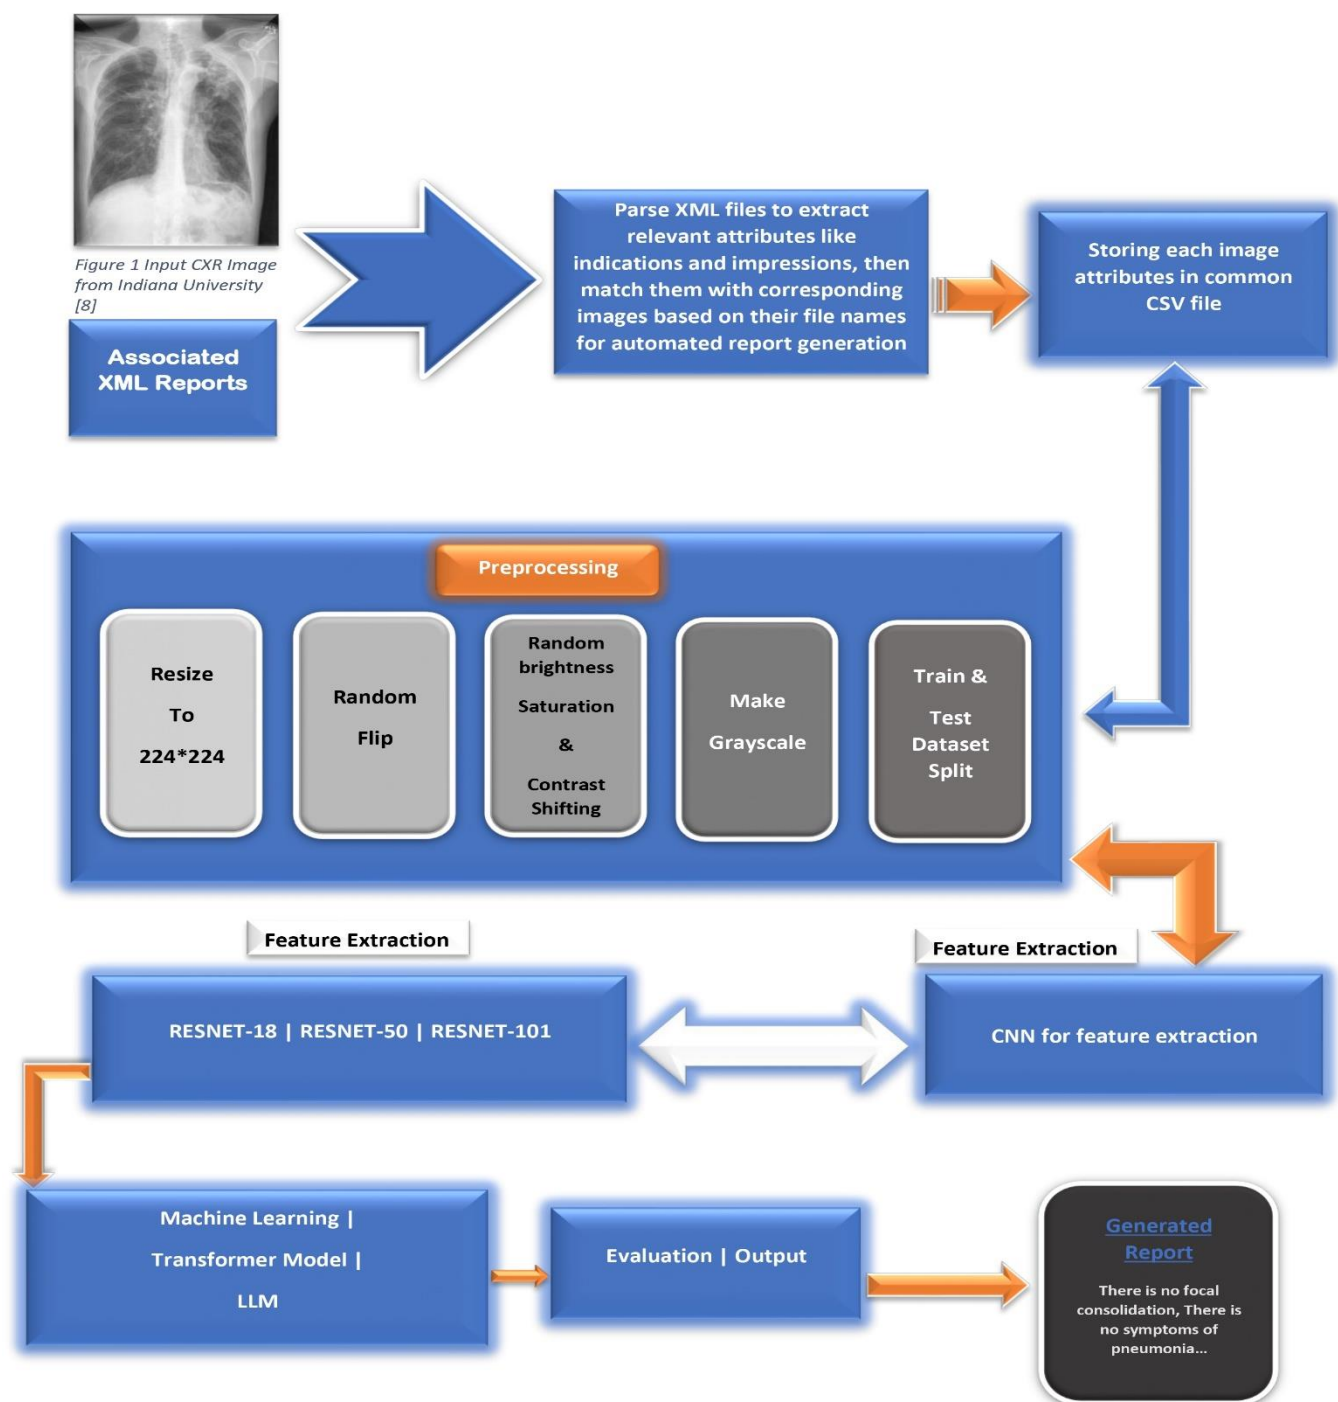 Figure 1 Input CXR Image
from Indiana University
[8]
Associated
XML Reports
Parse XML files to extract
relevant attributes like
indications and impressions, then
match them with corresponding
images based on their file names
for automated report generation
Storing each image
attributes in common
CSV file
Preprocessing
Resize
To
224*224
Random
Flip
Random
brightness
Saturation
&
Contrast
Shifting
Make
Grayscale
Train &
Test
Dataset
Split
Feature Extraction
Feature Extraction
RESNET-18 | RESNET-50 | RESNET-101
CNN for feature extraction
Machine Learning |
Transformer Model |
LLM
Evaluation | Output
Generated
Report
There is no focal
consolidation, There is
no symptoms of
pneumonia...